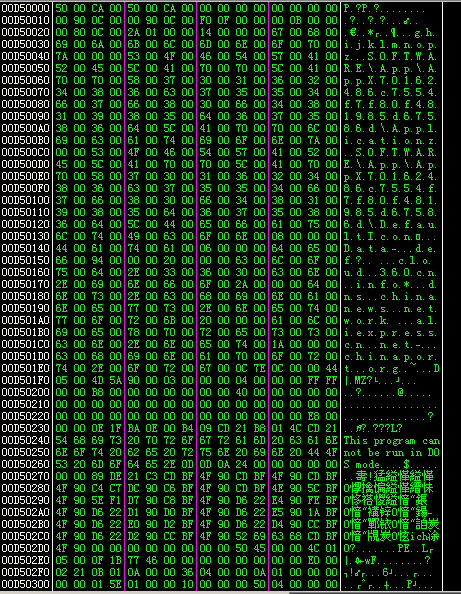 00D50000 50 00 CA 00 50 00 CA 00 00 00 00 00 00 00 00 00 P.?P.?........
00D50010 00 90 0C 00 00 90 0C 00 F0 0F 00 00 00 0B 00 00
00D50020 00 80 0C 00 2A 01 00 00 14 00 00 00 67 00 68 00
00D50030 69 00 6A 00 6B 00 6C 00 6D 00 6E 00 6F 00 70 00 i.j.k.l.m.n.o.p.
00D50040 7A 00 00 00 53 00 4F 00 46 00 54 00 57 00 41 00 z...S.O.F.T.W.A.
00D50050 52 00 45 00 5C 00 41 00 70 00 70 00 5C 00 41 00 R.E.\.A.p.p.\.A.
00D50060 70 00 70 00 58 00 37 00 30 00 31 00 36 00 32 00 p.p.X.7.0.1.6.2.
00D50070 34 00 38 00 36 00 63 00 37 00 35 00 35 00 34 00 4.8.6.c.7.5.5.4.
00D50080 66 00 37 00 66 00 38 00 30 00 66 00 34 00 38 00 f.7.f.8.0.f.4.8.
00D50090 31 00 39 00 38 00 35 00 64 00 36 00 37 00 35 00 1.9.8.5.d.6.7.5.
00D500A0 38 00 36 00 64 00 5C 00 41 00 70 00 70 00 6C 00 8.6.d.\.A.p.p.l.
00D500B0 69 00 63 00 61 00 74 00 69 00 6F 00 6E 00 7A 00 i.c.a.t.i.o.n.z.
00D500C0 00 00 53 00 4F 00 46 00 54 00 57 00 41 00 52 00 ..S.O.F.T.W.A.R.
00D500D0 45 00 5C 00 41 00 70 00 70 00 5C 00 41 00 70 00 E.\.A.p.p.\.A.p.
00D500E0 70 00 58 00 37 00 30 00 31 00 36 00 32 00 34 00 p.X.7.0.1.6.2.4.
00D500F0 38 00 36 00 63 00 37 00 35 00 35 00 34 00 66 00 8.6.c.7.5.5.4.f.
00D50100 37 00 66 00 38 00 30 00 66 00 34 00 38 00 31 00 7.f.8.0.f.4.8.1.
00D50110 39 00 38 00 35 00 64 00 36 00 37 00 35 00 38 00 9.8.5.d.6.7.5.8.
00D50120 36 00 64 00 5C 00 44 00 65 00 66 00 61 00 75 00 6.d.\.D.e.f.a.u.
00D50130 6C 00 74 00 49 00 63 00 6F 00 6E 00 08 00 00 00 l.t.I.c.o.n.
00D50140 44 00 61 00 74 00 61 00 06 00 00 00 64 00 65 00 D.a.t.a.
00D50150 66 00 94 00 00 00 20 00 00 00 63 00 6C 00 6F 00
00D50160 75 00 64 00 2E 00 33 00 36 00 30 00 63 00 6E 00 u.d...3.6.0.c.n.
00D50170 2E 00 69 00 6E 00 66 00 6F 00 2A 00 00 00 64 00 ..i.n.f.o.*...d.
00D50180 6E 00 73 00 2E 00 63 00 68 00 69 00 6E 00 61 00 n.s...c.h.i.n.a.
00D50190 6E 00 65 00 77 00 73 00 2E 00 6E 00 65 00 74 00 n.e.w.s...n.e.t.
00D501A0 77 00 6F 00 72 00 6B 00 20 00 00 00 61 00 6C 00 w.o.r.k. ...a.l.
00D501B0 69 00 65 00 78 00 70 00 72 00 65 00 73 00 73 00 i.e.x.p.r.e.s.s.
00D501C0 63 00 6E 00 2E 00 6E 00 65 00 74 00 1A 00 00 00
00D501D0 63 00 68 00 69 00 6E 00 61 00 70 00 6F 00 72 00 c.h.i.n.a.p.o.r.
00D501E0 74 00 2E 00 6F 00 72 00 67 00 0C 7E 0C 00 00 44
00D501F0 05 00 4D 5A 90 00 03 00 00 00 04 00 00 00 FF FF
00D50200 00 00 B8 00 00 00 00 00 00 00 40 00 00 00 00 00 ..?.......@.....
00D50210 00 00 00 00 00 00 00 00 00 00 00 00 00 00 00 00 ................
00D50220 00 00 00 00 00 00 00 00 00 00 00 00 00 00 E8 00
00D50230 00 00 0E 1F BA 0E 00 B4 09 CD 21 B8 01 4C CD 21
00D50240 54 68 69 73 20 70 72 6F 67 72 61 6D 20 63 61 6E This program can
00D50250 6E 6F 74 20 62 65 20 72 75 6E 20 69 6E 20 44 4F not be run in DO
00D50260 53 20 6D 6F 64 65 2E 0D 0D 0A 24 00 00 00 00 00 S mode....$.....
00D50270 00 00 89 DE 21 C3 CD BF 4F 90 CD BF 4F 90 CD BF
00D50280 4F 90 C4 C7 DC 90 C6 BF 4F 90 CD BF 4E 90 5C BF
00D50290 4F 90 5E F1 D7 90 C8 BF 4F 90 D6 22 E4 90 FE BF
00D502A0 4F 90 D6 22 D1 90 D0 BF 4F 90 D6 22 E5 90 1A BF
00D502B0 4F 90 D6 22 E0 90 D2 BF 4F 90 D6 22 D4 90 CC BF
00D502C0 4F 90 D6 22 D2 90 CC BF 4F 90 52 69 63 68 CD BF
00D502D0 4F 90 00 00 00 00 00 00 00 00 50 45 00 00 4C 01
00D502E0 05 00 0F 1B 77 46 00 00 00 00 00 00 00 00 E0 00
00D502F0 02 21 0B 01 0A 00 00 36 04 00 00 0A 01 00 00 00
00D50300 00 00 01 5E 01 00 00 10 00 00 00 50 04 00 00 00